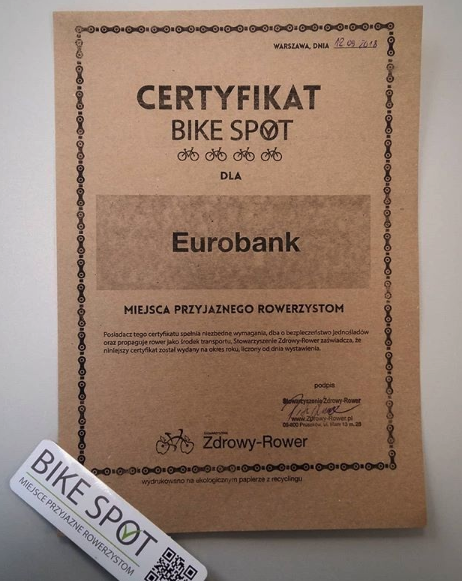 WARSZAWA, DNIA 12.09.2018
CERTYFIKAT
BIKE SPOT
DLA
Eurobank
MIEJSCA PRZYJAZNEGO ROWERZYSTOM
Posiadacz tego certyfikatu spełnia niezbędne wymagania, dba o bezpieczeństwo jednośladów
oraz propaguje rower jako środek transportu. Stowarzyszenie Zdrowy-Rower zaświadcza, że
niniejszy certyfikat został wydany na okres roku, liczony od dnia wystawienia.
podpis
Stowarzyszenie Zdrowy-Rower
www.Zdrowy-Rower.pl
Stowarzyszenie
Zdrowy-Rower
wydrukowano na ekologicznym papierze z recyclingu
BIKE SPOT
MIEJSCE PRZYJAZNE ROWERZYSTOM